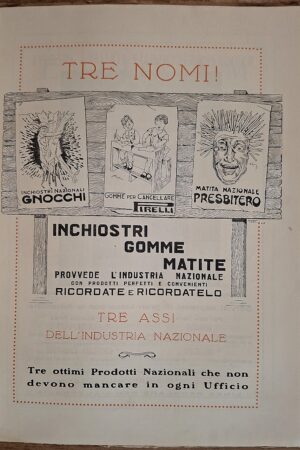 TRE NOMI!
INCHIOSTRI NAZIONALI
GNOCCHI
GOMME PER CANCELLARE
PIRELLI
MATITA NAZIONALE
PRESBITERO
INCHIOSTRI
GOMME
MATITE
PROVVEDE L'INDUSTRIA NAZIONALE
CON PRODOTTI PERFETTI E CONVENIENTI
RICORDATE E RICORDATELO
TRE ASSI
DELL'INDUSTRIA NAZIONALE
Tre ottimi Prodotti Nazionali che non
devono mancare in ogni Ufficio